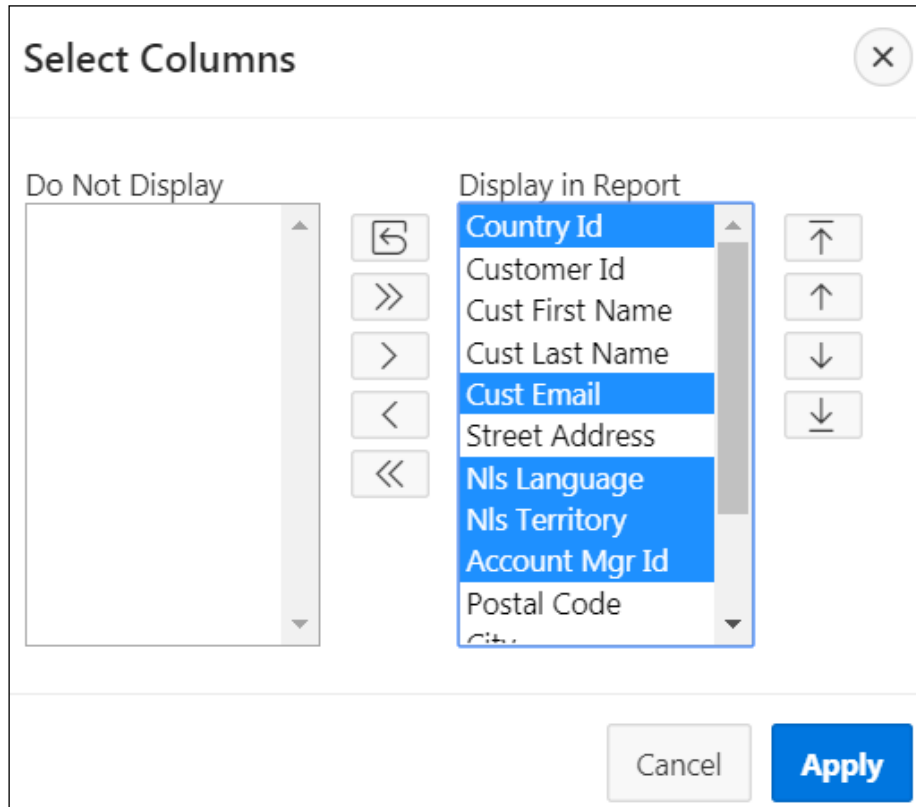 Select Columns
Do Not Display
Display in Report
Country Id
Customer Id
Cust First Name
Cust Last Name
Cust Email
Street Address
Nls Language
Nls Territory
Account Mgr Id
Postal Code
City
Cancel
Apply